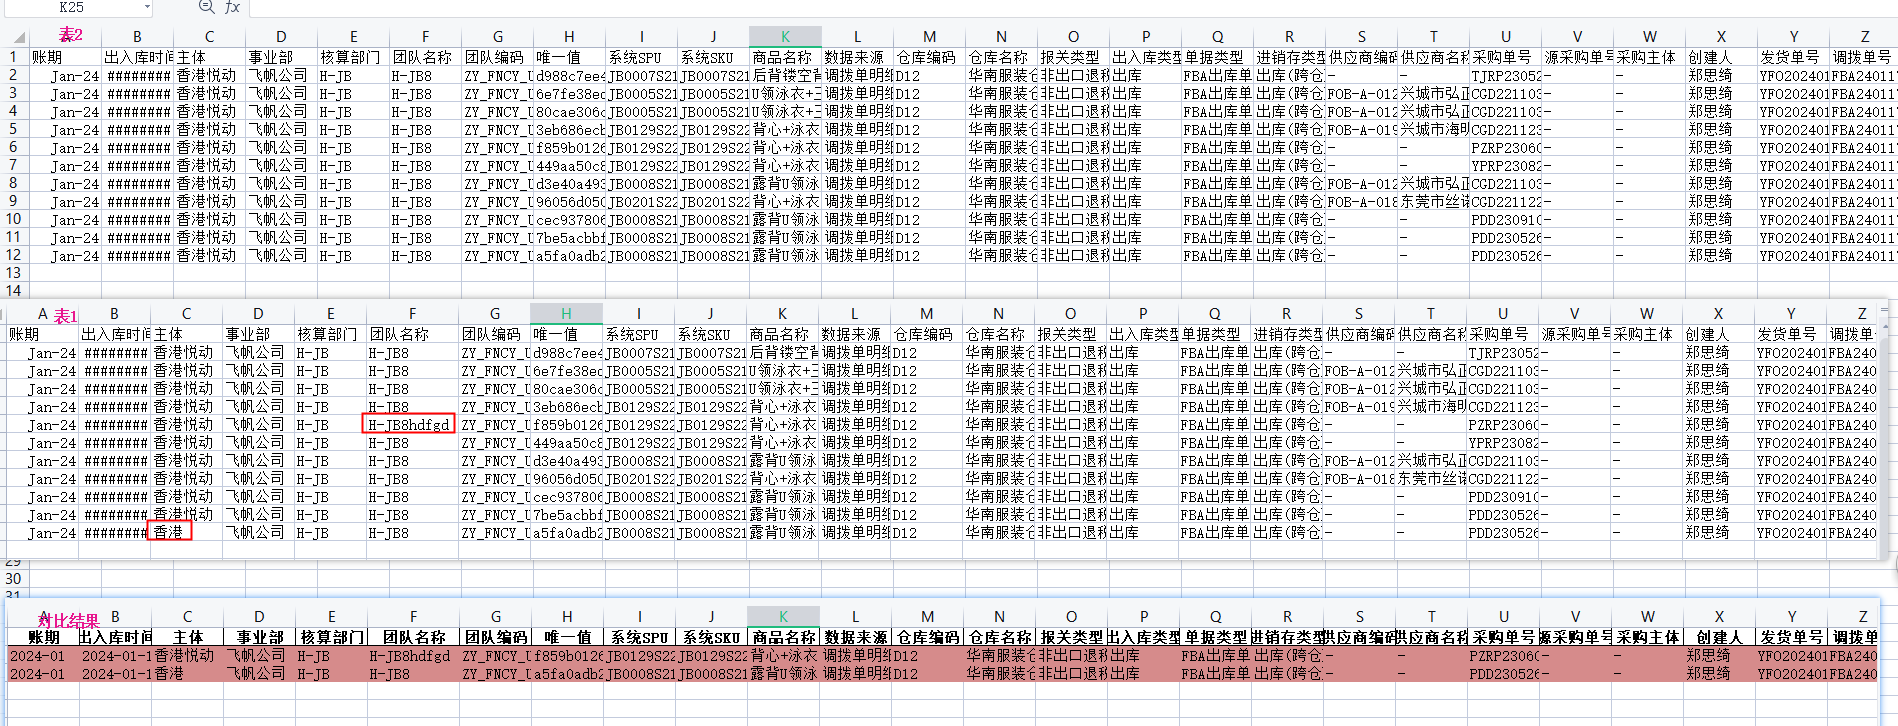 K25 fx
表2
A B C D E F G H I J K L M N O P Q R S T U V W X Y Z
1 账期 出入库时间 主体 事业部 核算部门 团队名称 团队编码 唯一值 系统SPU 系统SKU 商品名称 数据来源 仓库编码 仓库名称 报关类型 出入库类型 单据类型 进销存类型 供应商编码 供应商名称 采购单号 源采购单号 采购主体 创建人 发货单号 调拨单号
2 Jan-24 ######## 香港悦动 飞帆公司 H-JB H-JB8 ZY_FNCY_U d988c7ee4 JB0007S21 JB0007S21 后背镂空背 调拨单明细 D12 华南服装仓 非出口退税 出库 FBA出库单 出库(跨仓 - - TJRP23052 - - 郑思绮 YFO202401 FBA24011
3 Jan-24 ######## 香港悦动 飞帆公司 H-JB H-JB8 ZY_FNCY_U 6e7fe38ed JB0005S21 JB0005S21 U领泳衣+三 调拨单明细 D12 华南服装仓 非出口退税 出库 FBA出库单 出库(跨仓 FOB-A-012 兴城市弘正 CGD221103 - - 郑思绮 YFO202401 FBA24011
4 Jan-24 ######## 香港悦动 飞帆公司 H-JB H-JB8 ZY_FNCY_U 80cae306c JB0005S21 JB0005S21 U领泳衣+三 调拨单明细 D12 华南服装仓 非出口退税 出库 FBA出库单 出库(跨仓 FOB-A-012 兴城市弘正 CGD221103 - - 郑思绮 YFO202401 FBA24011
5 Jan-24 ######## 香港悦动 飞帆公司 H-JB H-JB8 ZY_FNCY_U 3eb686ecb JB0129S22 JB0129S22 背心+泳衣 调拨单明细 D12 华南服装仓 非出口退税 出库 FBA出库单 出库(跨仓 FOB-A-019 兴城市海明 CGD221123 - - 郑思绮 YFO202401 FBA24011
6 Jan-24 ######## 香港悦动 飞帆公司 H-JB H-JB8 ZY_FNCY_U f859b0126 JB0129S22 JB0129S22 背心+泳衣 调拨单明细 D12 华南服装仓 非出口退税 出库 FBA出库单 出库(跨仓 - - PZRP23060 - - 郑思绮 YFO202401 FBA24011
7 Jan-24 ######## 香港悦动 飞帆公司 H-JB H-JB8 ZY_FNCY_U 449aa50c8 JB0129S22 JB0129S22 背心+泳衣 调拨单明细 D12 华南服装仓 非出口退税 出库 FBA出库单 出库(跨仓 - - YPRP23082 - - 郑思绮 YFO202401 FBA24011
8 Jan-24 ######## 香港悦动 飞帆公司 H-JB H-JB8 ZY_FNCY_U d3e40a493 JB0008S21 JB0008S21 露背U领泳 调拨单明细 D12 华南服装仓 非出口退税 出库 FBA出库单 出库(跨仓 FOB-A-012 兴城市弘正 CGD221103 - - 郑思绮 YFO202401 FBA24011
9 Jan-24 ######## 香港悦动 飞帆公司 H-JB H-JB8 ZY_FNCY_U 96056d050 JB0201S22 JB0201S22 背心+泳衣 调拨单明细 D12 华南服装仓 非出口退税 出库 FBA出库单 出库(跨仓 FOB-A-018 东莞市丝诺 CGD221122 - - 郑思绮 YFO202401 FBA24011
10 Jan-24 ######## 香港悦动 飞帆公司 H-JB H-JB8 ZY_FNCY_U cec937806 JB0008S21 JB0008S21 露背U领泳 调拨单明细 D12 华南服装仓 非出口退税 出库 FBA出库单 出库(跨仓 - - PDD230910 - - 郑思绮 YFO202401 FBA24011
11 Jan-24 ######## 香港悦动 飞帆公司 H-JB H-JB8 ZY_FNCY_U 7be5acbbf JB0008S21 JB0008S21 露背U领泳 调拨单明细 D12 华南服装仓 非出口退税 出库 FBA出库单 出库(跨仓 - - PDD230526 - - 郑思绮 YFO202401 FBA24011
12 Jan-24 ######## 香港悦动 飞帆公司 H-JB H-JB8 ZY_FNCY_U a5fa0adb2 JB0008S21 JB0008S21 露背U领泳 调拨单明细 D12 华南服装仓 非出口退税 出库 FBA出库单 出库(跨仓 - - PDD230526 - - 郑思绮 YFO202401 FBA24011
13
14
表1
A B C D E F G H I J K L M N O P Q R S T U V W X Y Z
账期 出入库时间 主体 事业部 核算部门 团队名称 团队编码 唯一值 系统SPU 系统SKU 商品名称 数据来源 仓库编码 仓库名称 报关类型 出入库类型 单据类型 进销存类型 供应商编码 供应商名称 采购单号 源采购单号 采购主体 创建人 发货单号 调拨单
Jan-24 ######## 香港悦动 飞帆公司 H-JB H-JB8 ZY_FNCY_U d988c7ee4 JB0007S21 JB0007S21 后背镂空背 调拨单明细 D12 华南服装仓 非出口退税 出库 FBA出库单 出库(跨仓 - - TJRP23052 - - 郑思绮 YFO202401 FBA240
Jan-24 ######## 香港悦动 飞帆公司 H-JB H-JB8 ZY_FNCY_U 6e7fe38ed JB0005S21 JB0005S21 U领泳衣+三 调拨单明细 D12 华南服装仓 非出口退税 出库 FBA出库单 出库(跨仓 FOB-A-012 兴城市弘正 CGD221103 - - 郑思绮 YFO202401 FBA240
Jan-24 ######## 香港悦动 飞帆公司 H-JB H-JB8 ZY_FNCY_U 80cae306c JB0005S21 JB0005S21 U领泳衣+三 调拨单明细 D12 华南服装仓 非出口退税 出库 FBA出库单 出库(跨仓 FOB-A-012 兴城市弘正 CGD221103 - - 郑思绮 YFO202401 FBA240
Jan-24 ######## 香港悦动 飞帆公司 H-JB H-JB8 ZY_FNCY_U 3eb686ecb JB0129S22 JB0129S22 背心+泳衣 调拨单明细 D12 华南服装仓 非出口退税 出库 FBA出库单 出库(跨仓 FOB-A-019 兴城市海明 CGD221123 - - 郑思绮 YFO202401 FBA240
Jan-24 ######## 香港悦动 飞帆公司 H-JB H-JB8hdfgd ZY_FNCY_U f859b0126 JB0129S22 JB0129S22 背心+泳衣 调拨单明细 D12 华南服装仓 非出口退税 出库 FBA出库单 出库(跨仓 - - PZRP23060 - - 郑思绮 YFO202401 FBA240
Jan-24 ######## 香港悦动 飞帆公司 H-JB H-JB8 ZY_FNCY_U 449aa50c8 JB0129S22 JB0129S22 背心+泳衣 调拨单明细 D12 华南服装仓 非出口退税 出库 FBA出库单 出库(跨仓 - - YPRP23082 - - 郑思绮 YFO202401 FBA240
Jan-24 ######## 香港悦动 飞帆公司 H-JB H-JB8 ZY_FNCY_U d3e40a493 JB0008S21 JB0008S21 露背U领泳 调拨单明细 D12 华南服装仓 非出口退税 出库 FBA出库单 出库(跨仓 FOB-A-012 兴城市弘正 CGD221103 - - 郑思绮 YFO202401 FBA240
Jan-24 ######## 香港悦动 飞帆公司 H-JB H-JB8 ZY_FNCY_U 96056d050 JB0201S22 JB0201S22 背心+泳衣 调拨单明细 D12 华南服装仓 非出口退税 出库 FBA出库单 出库(跨仓 FOB-A-018 东莞市丝诺 CGD221122 - - 郑思绮 YFO202401 FBA240
Jan-24 ######## 香港悦动 飞帆公司 H-JB H-JB8 ZY_FNCY_U cec937806 JB0008S21 JB0008S21 露背U领泳 调拨单明细 D12 华南服装仓 非出口退税 出库 FBA出库单 出库(跨仓 - - PDD230910 - - 郑思绮 YFO202401 FBA240
Jan-24 ######## 香港悦动 飞帆公司 H-JB H-JB8 ZY_FNCY_U 7be5acbbf JB0008S21 JB0008S21 露背U领泳 调拨单明细 D12 华南服装仓 非出口退税 出库 FBA出库单 出库(跨仓 - - PDD230526 - - 郑思绮 YFO202401 FBA240
Jan-24 ######## 香港 飞帆公司 H-JB H-JB8 ZY_FNCY_U a5fa0adb2 JB0008S21 JB0008S21 露背U领泳 调拨单明细 D12 华南服装仓 非出口退税 出库 FBA出库单 出库(跨仓 - - PDD230526 - - 郑思绮 YFO202401 FBA240
29
30
31
对比结果
A B C D E F G H I J K L M N O P Q R S T U V W X Y Z
账期 出入库时间 主体 事业部 核算部门 团队名称 团队编码 唯一值 系统SPU 系统SKU 商品名称 数据来源 仓库编码 仓库名称 报关类型 出入库类型 单据类型 进销存类型 供应商编码 供应商名称 采购单号 源采购单号 采购主体 创建人 发货单号 调拨单
2024-01 2024-01-1 香港悦动 飞帆公司 H-JB H-JB8hdfgd ZY_FNCY_U f859b0126 JB0129S22 JB0129S22 背心+泳衣 调拨单明细 D12 华南服装仓 非出口退税 出库 FBA出库单 出库(跨仓 - - PZRP23060 - - 郑思绮 YFO202401 FBA240
2024-01 2024-01-1 香港 飞帆公司 H-JB H-JB8 ZY_FNCY_U a5fa0adb2 JB0008S21 JB0008S21 露背U领泳 调拨单明细 D12 华南服装仓 非出口退税 出库 FBA出库单 出库(跨仓 - - PDD230526 - - 郑思绮 YFO202401 FBA240